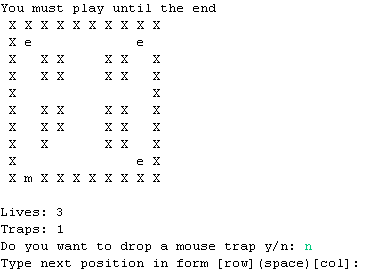 You must play until the end
 X X X X X X X X X X
 X e             e
 X   X X     X X   X
 X   X X     X X   X
 X                 X
 X   X X     X X   X
 X   X X     X X   X
 X   X       X X   X
 X               e X
 X m X X X X X X X X
Lives: 3
Traps: 1
Do you want to drop a mouse trap y/n: n
Type next position in form [row](space)[col]: